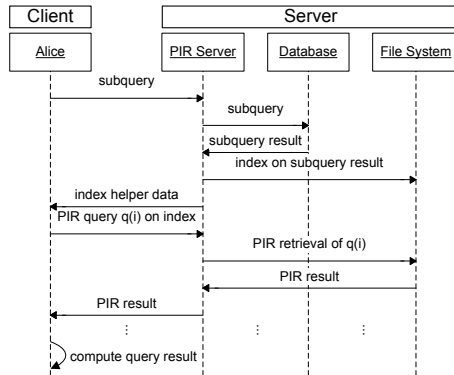 Client Server
Alice PIR Server Database File System
subquery
subquery
subquery result
index on subquery result
index helper data
PIR query q(i) on index
PIR retrieval of q(i)
PIR result
PIR result
compute query result